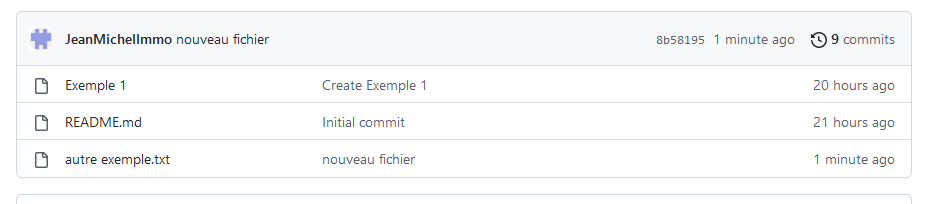 JeanMichelImmo nouveau fichier 8b58195 1 minute ago 9 commits
Exemple 1 Create Exemple 1 20 hours ago
README.md Initial commit 21 hours ago
autre exemple.txt nouveau fichier 1 minute ago